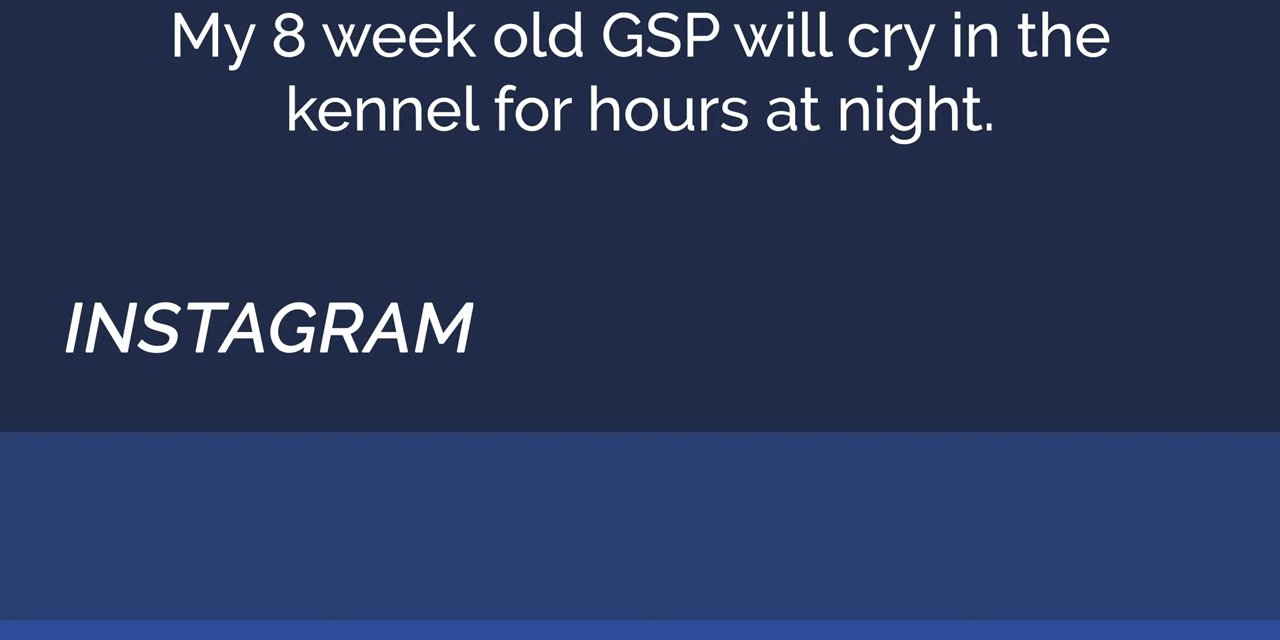 My 8 week old GSP will cry in the
kennel for hours at night.
INSTAGRAM